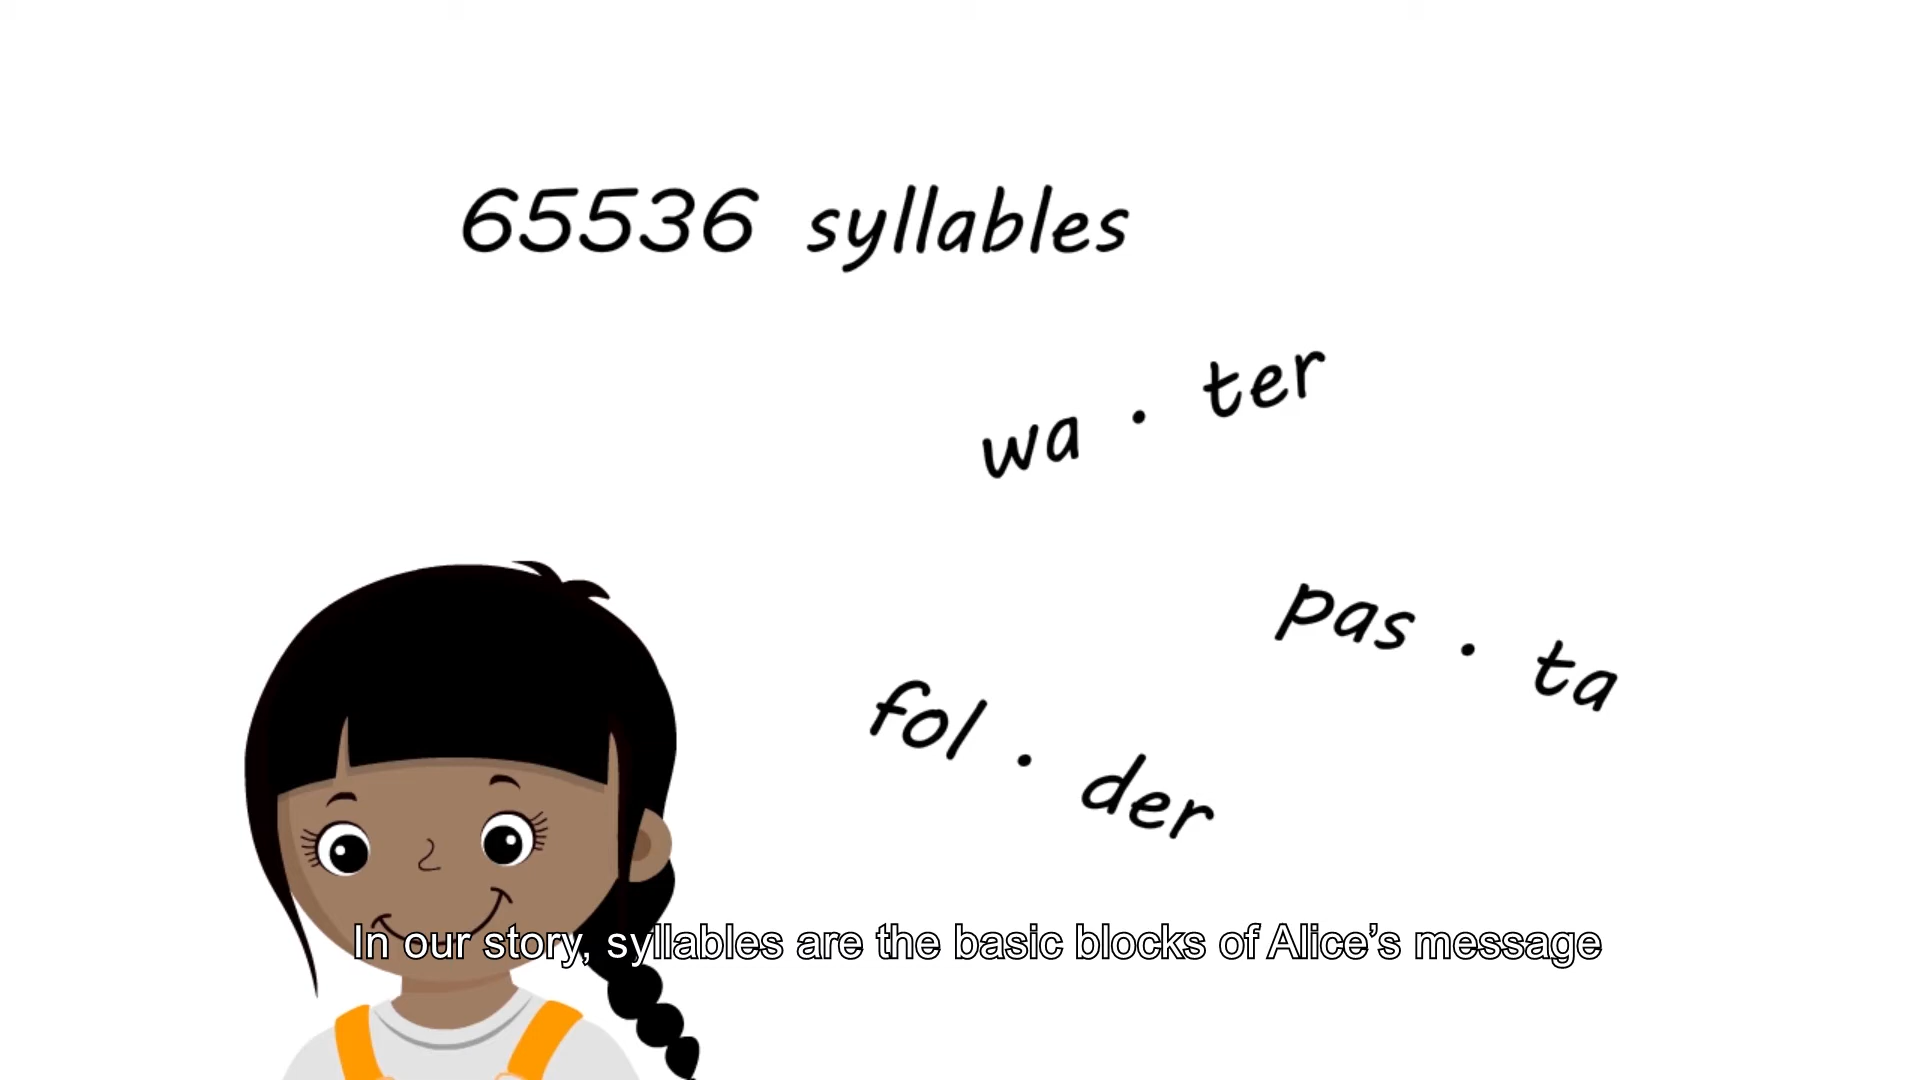 65536 syllables
wa · ter
pas · ta
fol · der
In our story, syllables are the basic blocks of Alice’s message